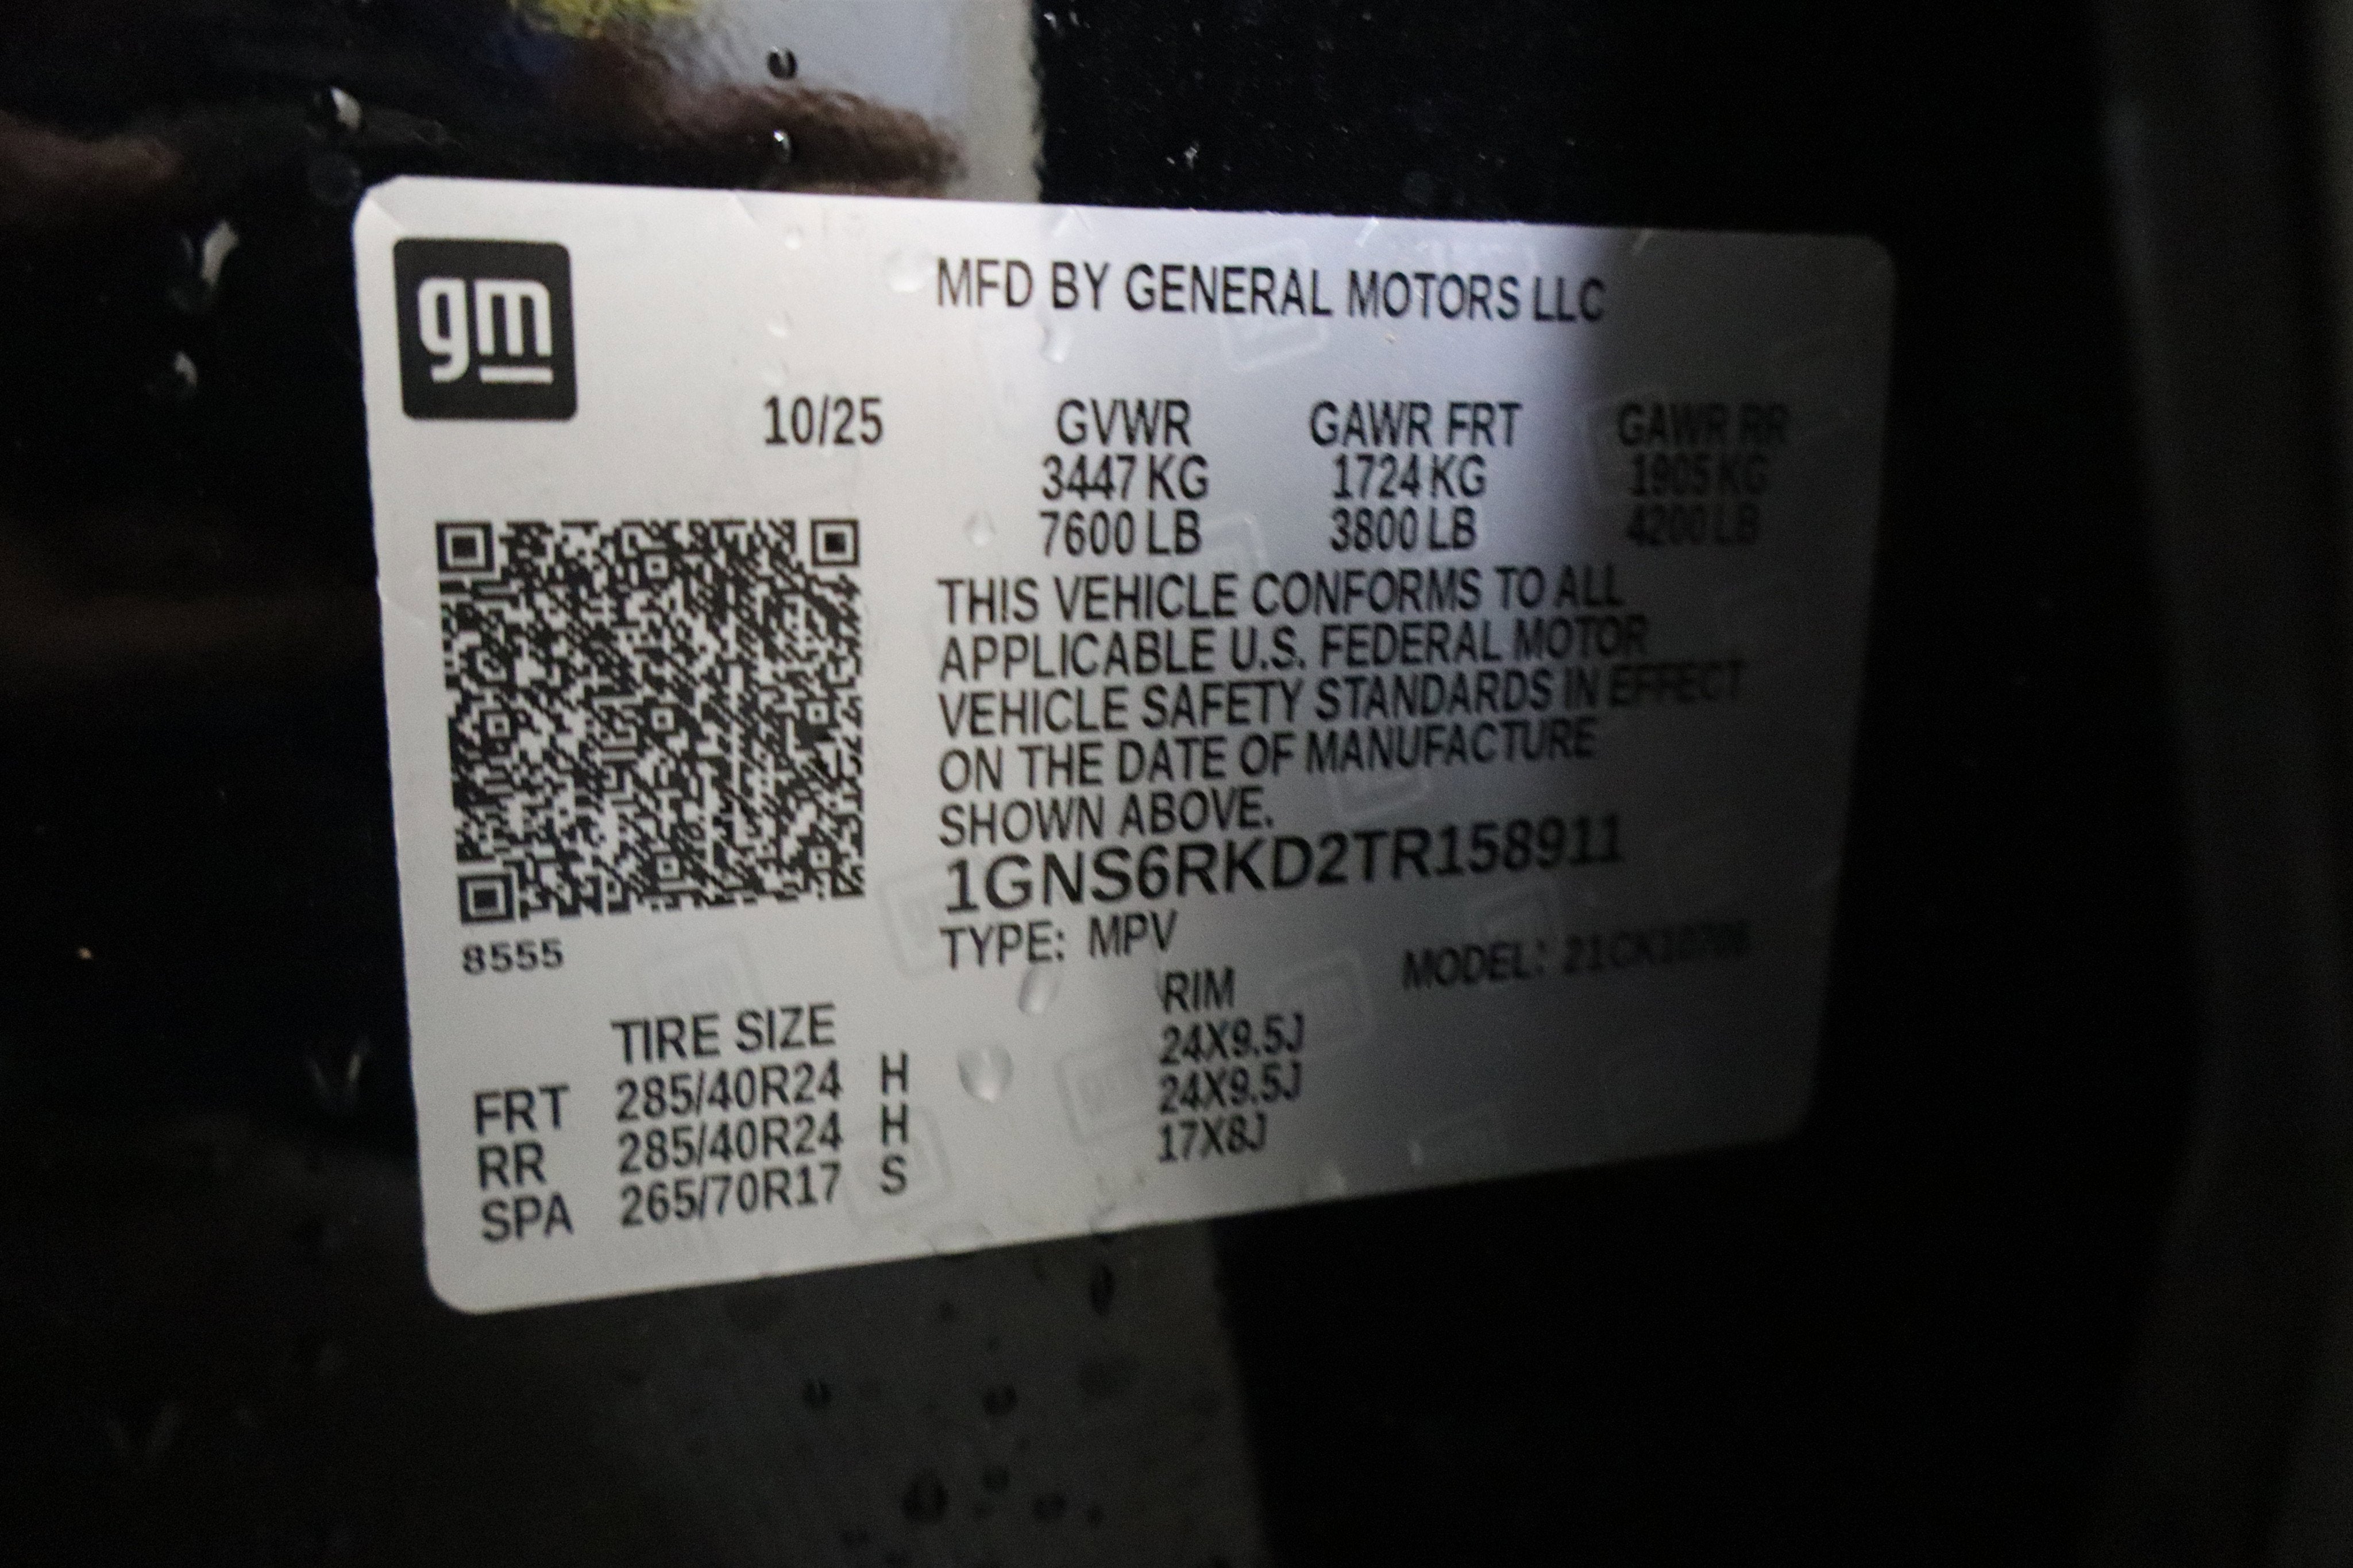 gm
MFD BY GENERAL MOTORS LLC
10/25 GVWR GAWR FRT GAWR RR
3447 KG 1724 KG 1905 KG
7600 LB 3800 LB 4200 LB
THIS VEHICLE CONFORMS TO ALL
APPLICABLE U.S. FEDERAL MOTOR
VEHICLE SAFETY STANDARDS IN EFFECT
ON THE DATE OF MANUFACTURE
SHOWN ABOVE.
1GNS6RKD2TR158911
TYPE: MPV MODEL:
8555
TIRE SIZE RIM
FRT 285/40R24 H 24X9.5J
RR 285/40R24 H 24X9.5J
SPA 265/70R17 S 17X8J